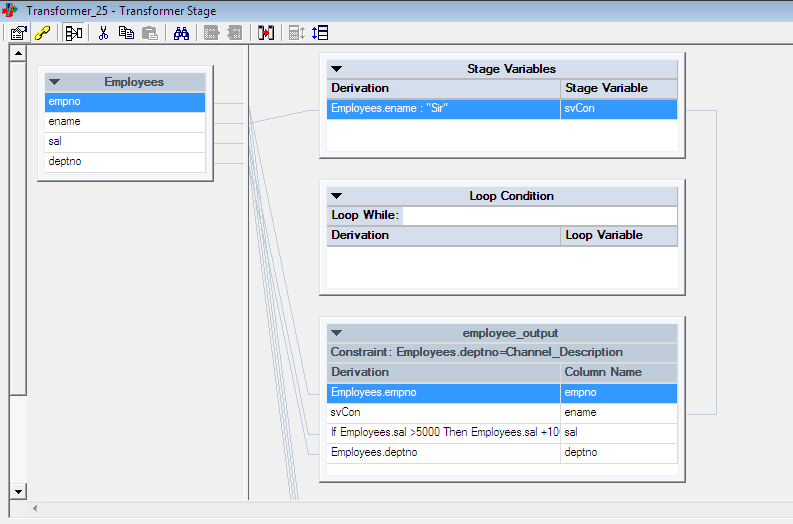 Transformer_25 - Transformer Stage
Employees
empno
ename
sal
deptno
Stage Variables
Derivation Stage Variable
Employees.ename : "Sir" svCon
Loop Condition
Loop While:
Derivation Loop Variable
employee_output
Constraint: Employees.deptno=Channel_Description
Derivation Column Name
Employees.empno empno
svCon ename
If Employees.sal >5000 Then Employees.sal +10 sal
Employees.deptno deptno